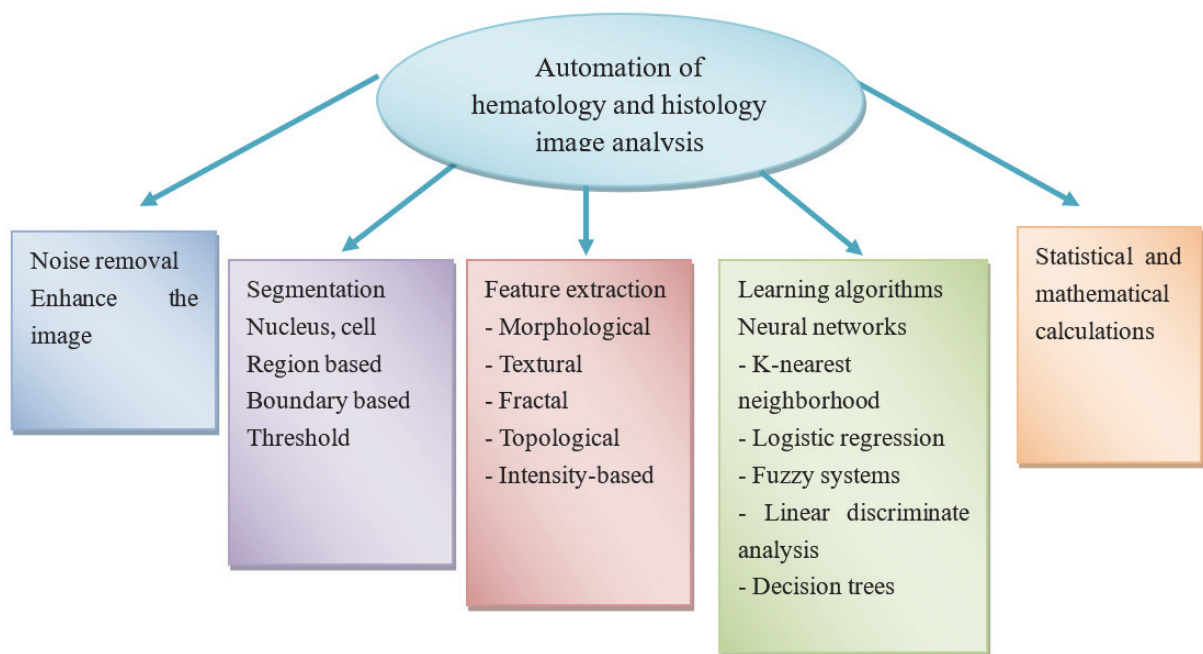 Automation of
hematology and histology
image analysis
Noise removal
Enhance the
image
Segmentation
Nucleus, cell
Region based
Boundary based
Threshold
Feature extraction
- Morphological
- Textural
- Fractal
- Topological
- Intensity-based
Learning algorithms
Neural networks
- K-nearest
neighborhood
- Logistic regression
- Fuzzy systems
- Linear discriminate
analysis
- Decision trees
Statistical and
mathematical
calculations